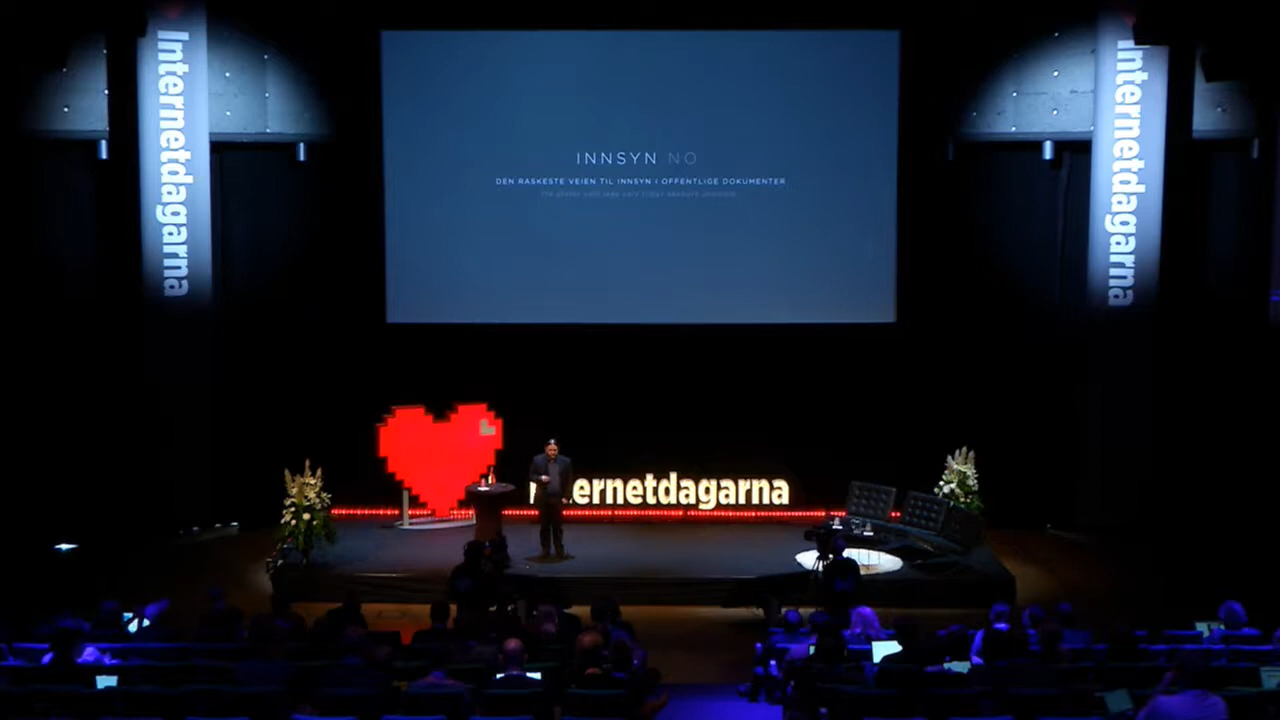 Internetdagarna
INNSYN NO
DEN RASKESTE VEIEN TIL INNSYN I OFFENTLIGE DOKUMENTER
Internetdagarna
ernetdagarna